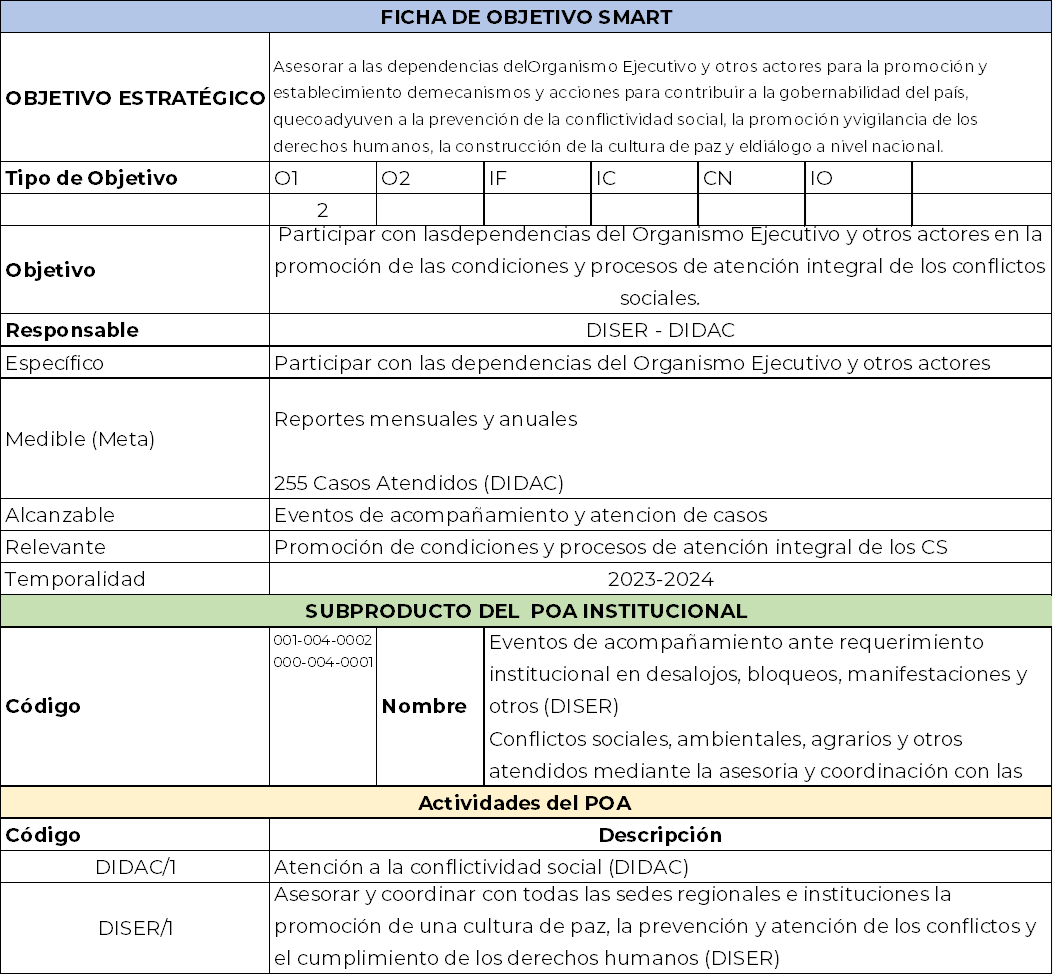 FICHA DE OBJETIVO SMART
OBJETIVO ESTRATÉGICO
Asesorar a las dependencias delOrganismo Ejecutivo y otros actores para la promoción y
establecimiento demecanismos y acciones para contribuir a la gobernabilidad del país,
quecoadyuven a la prevención de la conflictividad social, la promoción yvigilancia de los
derechos humanos, la construcción de la cultura de paz y eldiálogo a nivel nacional.
Tipo de Objetivo O1 O2 IF IC CN IO
2
Objetivo
Participar con lasdependencias del Organismo Ejecutivo y otros actores en la
promoción de las condiciones y procesos de atención integral de los conflictos
sociales.
Responsable DISER - DIDAC
Específico Participar con las dependencias del Organismo Ejecutivo y otros actores
Medible (Meta)
Reportes mensuales y anuales
255 Casos Atendidos (DIDAC)
Alcanzable Eventos de acompañamiento y atencion de casos
Relevante Promoción de condiciones y procesos de atención integral de los CS
Temporalidad 2023-2024
SUBPRODUCTO DEL POA INSTITUCIONAL
Código
001-004-0002
000-004-0001
Nombre
Eventos de acompañamiento ante requerimiento
institucional en desalojos, bloqueos, manifestaciones y
otros (DISER)
Conflictos sociales, ambientales, agrarios y otros
atendidos mediante la asesoria y coordinación con las
Actividades del POA
Código Descripción
DIDAC/1 Atención a la conflictividad social (DIDAC)
DISER/1
Asesorar y coordinar con todas las sedes regionales e instituciones la
promoción de una cultura de paz, la prevención y atención de los conflictos y
el cumplimiento de los derechos humanos (DISER)